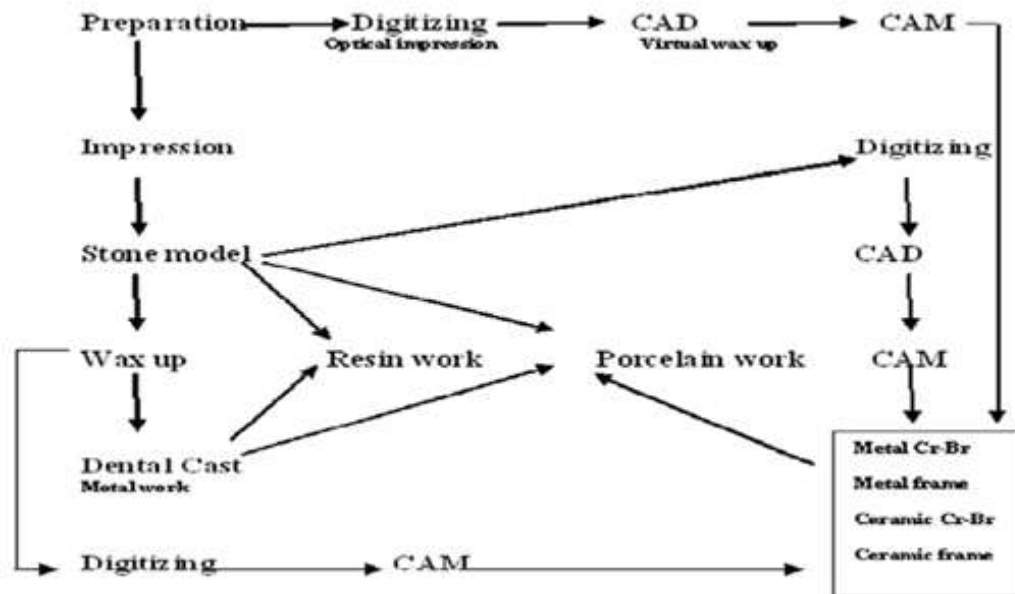 Preparation Digitizing CAD CAM
Optical impression Virtual wax up
Impression Digitizing
Stone model CAD
Wax up Resin work Porcelain work CAM
Metal Cr-Br
Dental Cast
Metal work
Metal frame
Ceramic Cr-Br
Ceramic frame
Digitizing CAM